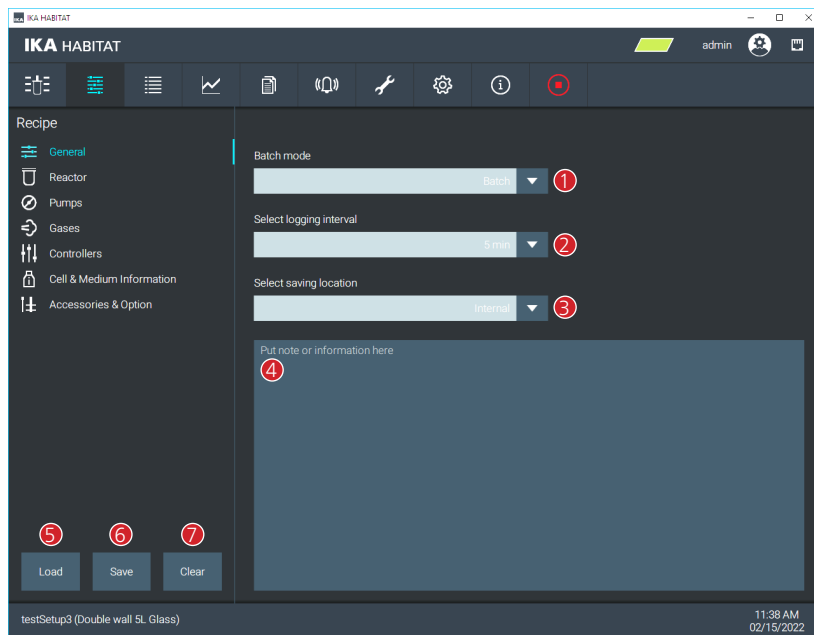 IKA IKA HABITAT
IKA HABITAT
admin
Recipe
General
Reactor
Pumps
Gases
Controllers
Cell & Medium Information
Accessories & Option
Batch mode
Batch
1
Select logging interval
5 min
2
Select saving location
Internal
3
Put note or information here
4
5
6
7
Load
Save
Clear
testSetup3 (Double wall 5L Glass)
11:38 AM
02/15/2022